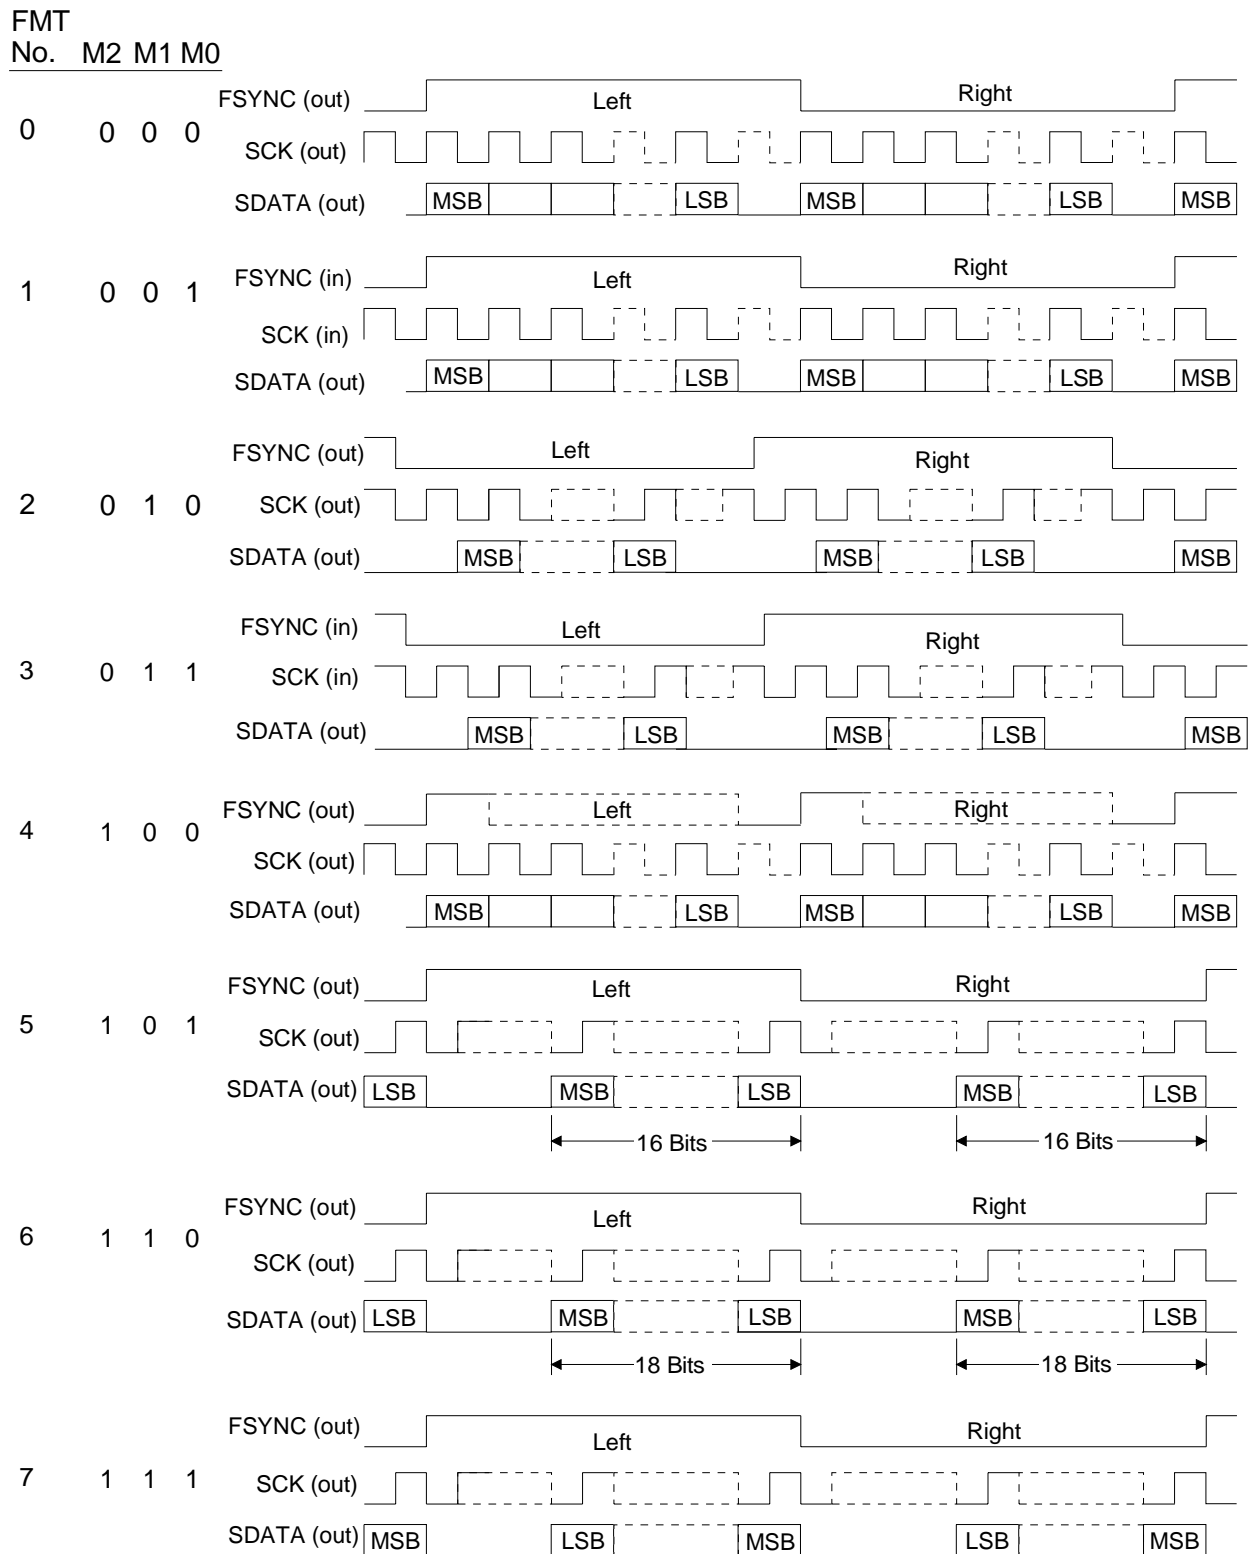 FMT
No. M2 M1 M0
FSYNC (out) Left Right
0 0 0 0
SCK (out)
SDATA (out) MSB LSB MSB LSB MSB
FSYNC (in) Left Right
1 0 0 1
SCK (in)
SDATA (out) MSB LSB MSB LSB MSB
FSYNC (out) Left Right
2 0 1 0 SCK (out)
SDATA (out) MSB LSB MSB LSB MSB
FSYNC (in) Left Right
3 0 1 1 SCK (in)
SDATA (out) MSB LSB MSB LSB MSB
FSYNC (out) Left Right
4 1 0 0
SCK (out)
SDATA (out) MSB LSB MSB LSB MSB
FSYNC (out) Left Right
5 1 0 1 SCK (out)
SDATA (out) LSB MSB LSB MSB LSB
16 Bits 16 Bits
FSYNC (out) Left Right
6 1 1 0
SCK (out)
SDATA (out) LSB MSB LSB MSB LSB
18 Bits 18 Bits
FSYNC (out) Left Right
7 1 1 1 SCK (out)
SDATA (out) MSB LSB MSB LSB MSB